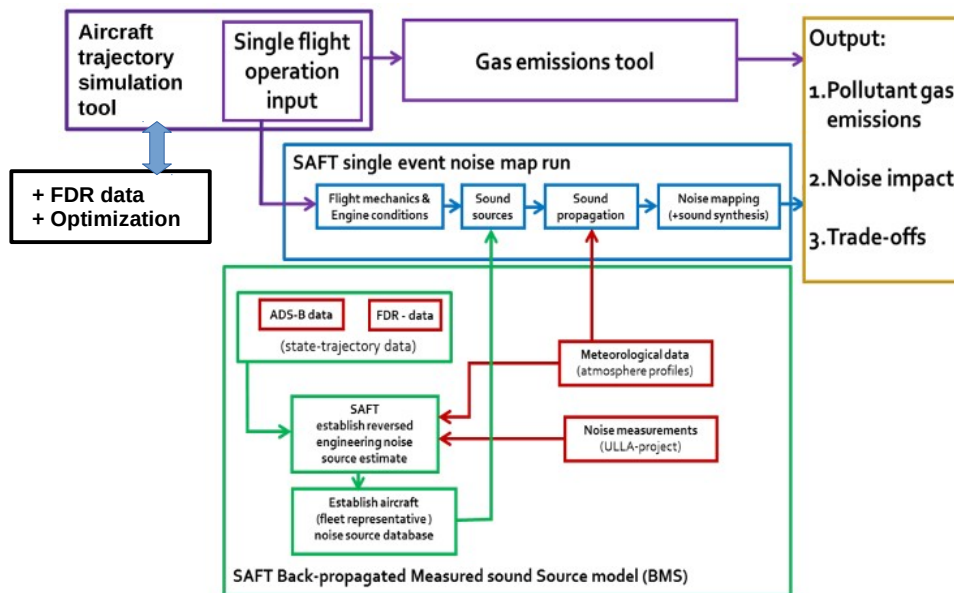 Aircraft
trajectory
simulation
tool
Single flight
operation
input
Gas emissions tool
Output:
1.Pollutant gas
emissions
2.Noise impact
3.Trade-offs
+ FDR data
+ Optimization
SAFT single event noise map run
Flight mechanics &
Engine conditions
Sound
sources
Sound
propagation
Noise mapping
(+sound synthesis)
ADS-B data
FDR - data
(state-trajectory data)
Meteorological data
(atmosphere profiles)
SAFT
establish reversed
engineering noise
source estimate
Noise measurements
(ULLA-project)
Establish aircraft
(fleet representative)
noise source database
SAFT Back-propagated Measured sound Source model (BMS)